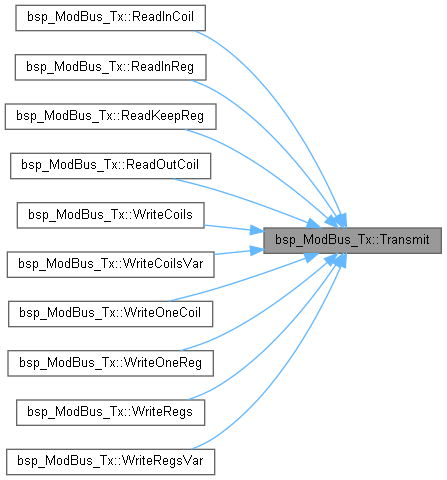 bsp_ModBus_Tx::ReadInCoil
bsp_ModBus_Tx::ReadInReg
bsp_ModBus_Tx::ReadKeepReg
bsp_ModBus_Tx::ReadOutCoil
bsp_ModBus_Tx::WriteCoils
bsp_ModBus_Tx::Transmit
bsp_ModBus_Tx::WriteCoilsVar
bsp_ModBus_Tx::WriteOneCoil
bsp_ModBus_Tx::WriteOneReg
bsp_ModBus_Tx::WriteRegs
bsp_ModBus_Tx::WriteRegsVar